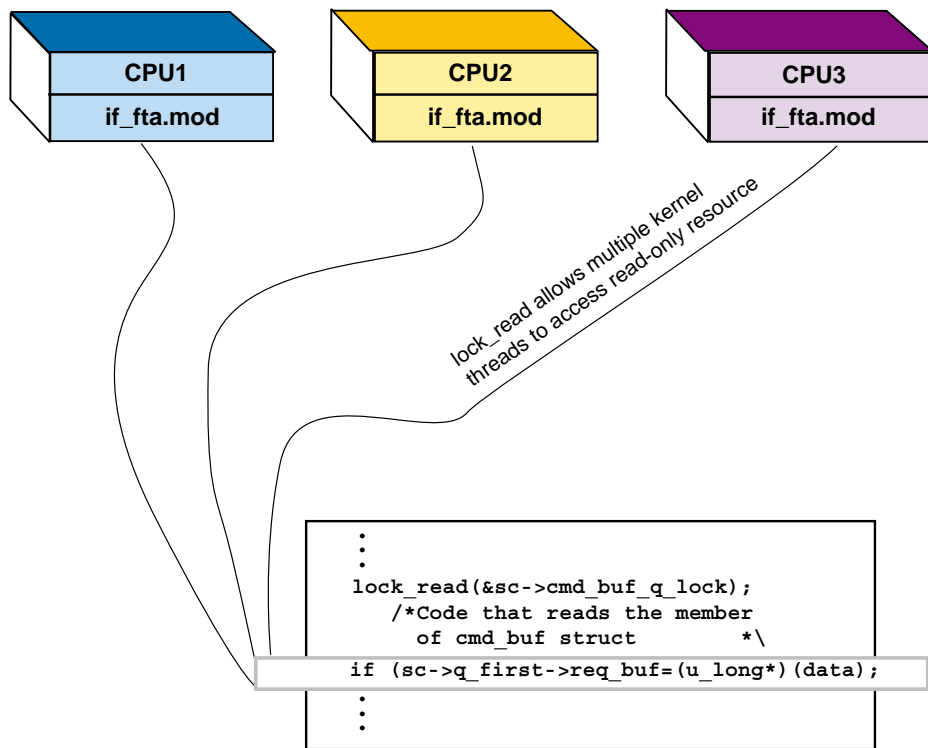 CPU1
if_fta.mod
CPU2
if_fta.mod
CPU3
if_fta.mod
lock_read allows multiple kernel
threads to access read-only resource
lock_read(&sc->cmd_buf_q_lock);
/*Code that reads the member
of cmd_buf struct *\
if (sc->q_first->req_buf=(u_long*)(data);